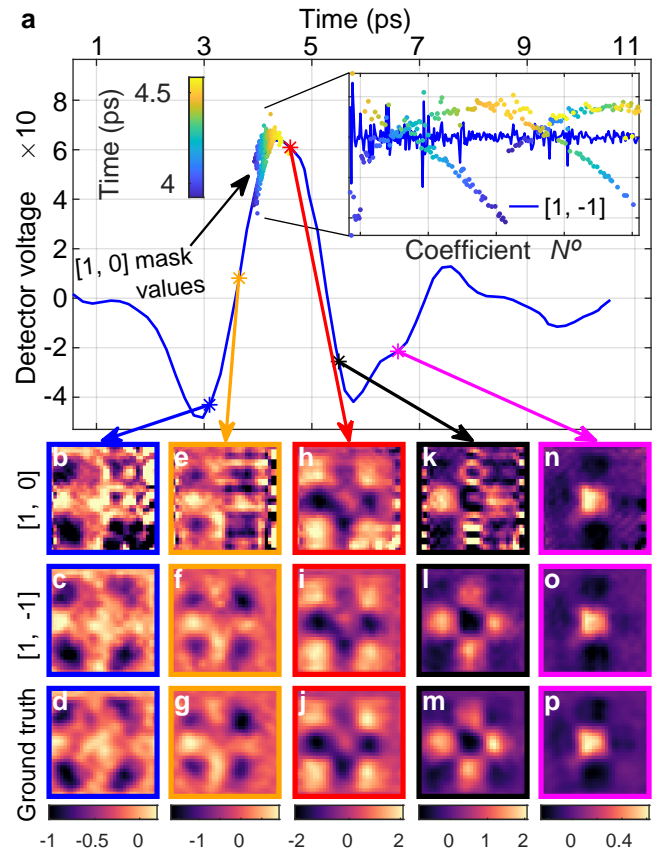 a
Time (ps)
1 3 5 7 9 11
Detector voltage ×10
8
6
4
2
0
-2
-4
Time (ps)
4.5
4
[1, 0] mask
values
[1, -1]
Coefficient Nº
[1, 0]
b e h k n
[1, -1]
c f i l o
Ground truth
d g j m p
-1 -0.5 0 -1 0 -2 0 2 0 1 2 0 0.4